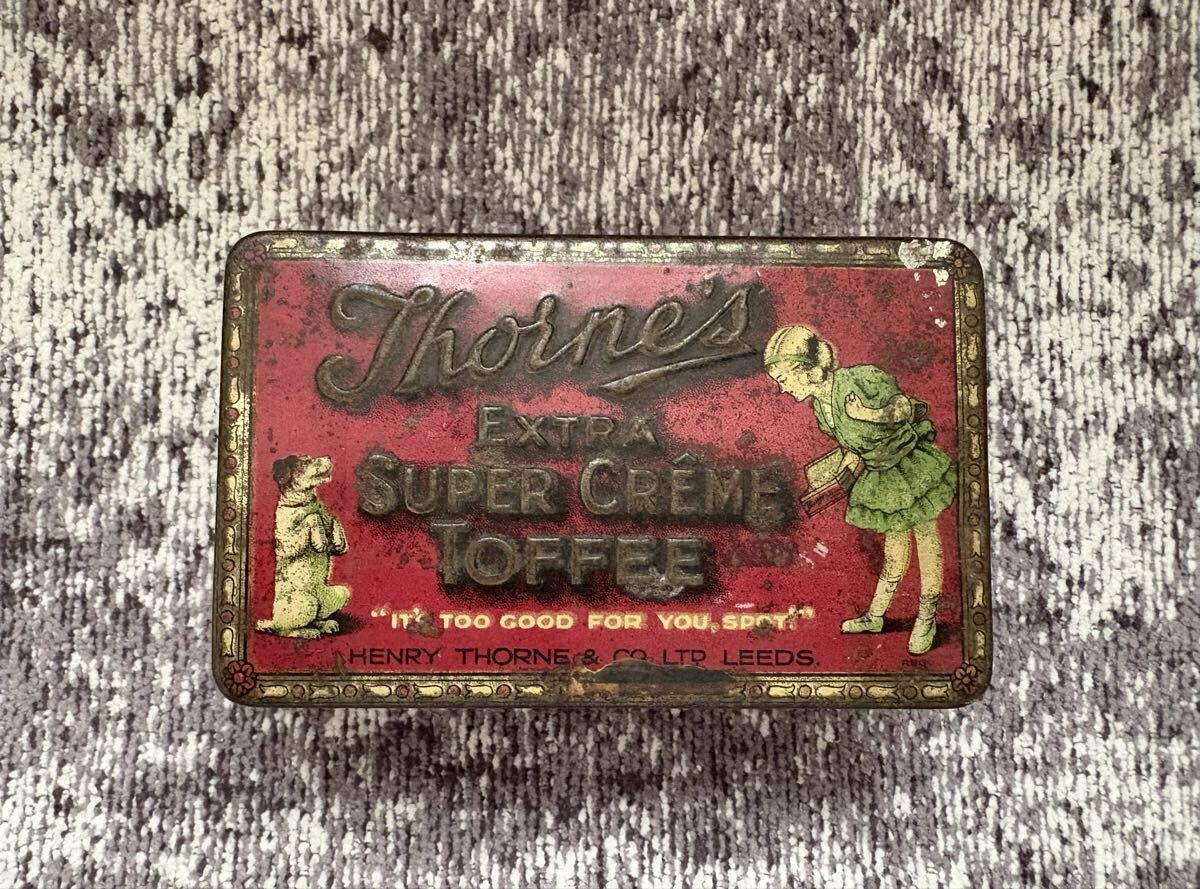 Thorne's
EXTRA
SUPER CRÊME
TOFFEE
"IT'S TOO GOOD FOR YOU, SPOT!"
HENRY THORNE & CO. LTD. LEEDS.